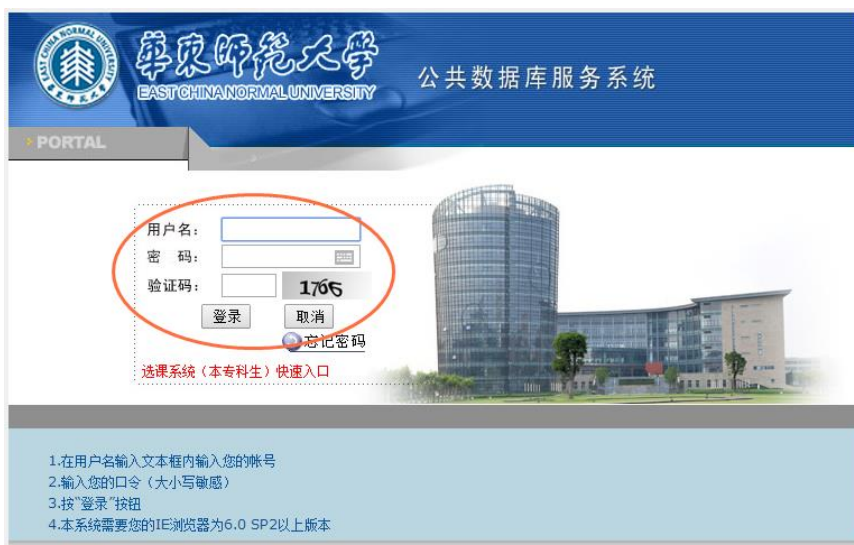 華東師範大學
EAST CHINA NORMAL UNIVERSITY
公共数据库服务系统
PORTAL
用户名:
密 码:
验证码:
1766
登录 取消
忘记密码
选课系统（本专科生）快速入口
1.在用户名输入文本框内输入您的帐号
2.输入您的口令（大小写敏感）
3.按"登录"按钮
4.本系统需要您的IE浏览器为6.0 SP2以上版本